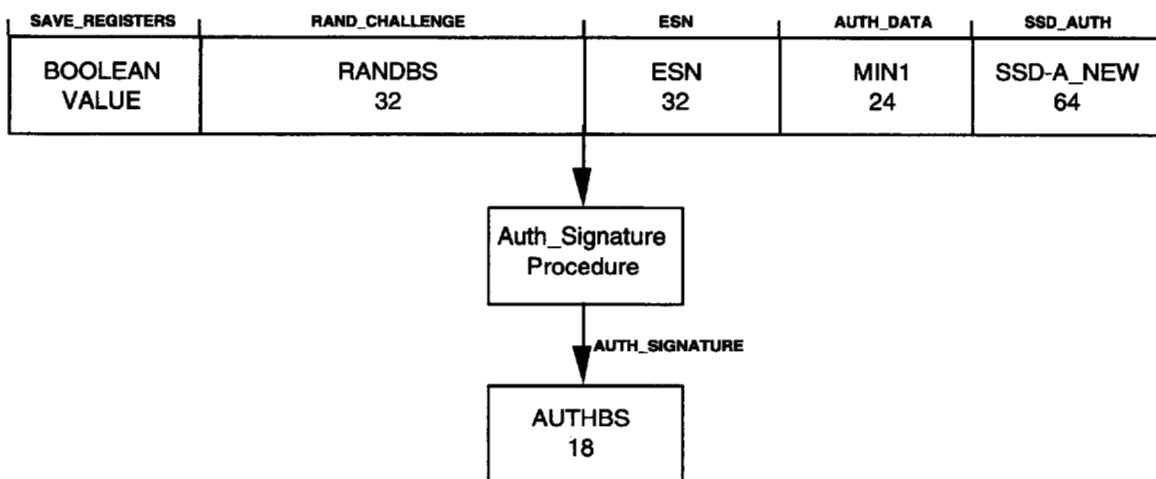 SAVE_REGISTERS RAND_CHALLENGE ESN AUTH_DATA SSD_AUTH
BOOLEAN RANDBS ESN MIN1 SSD-A_NEW
VALUE 32 32 24 64
Auth_Signature
Procedure
AUTH_SIGNATURE
AUTHBS
18